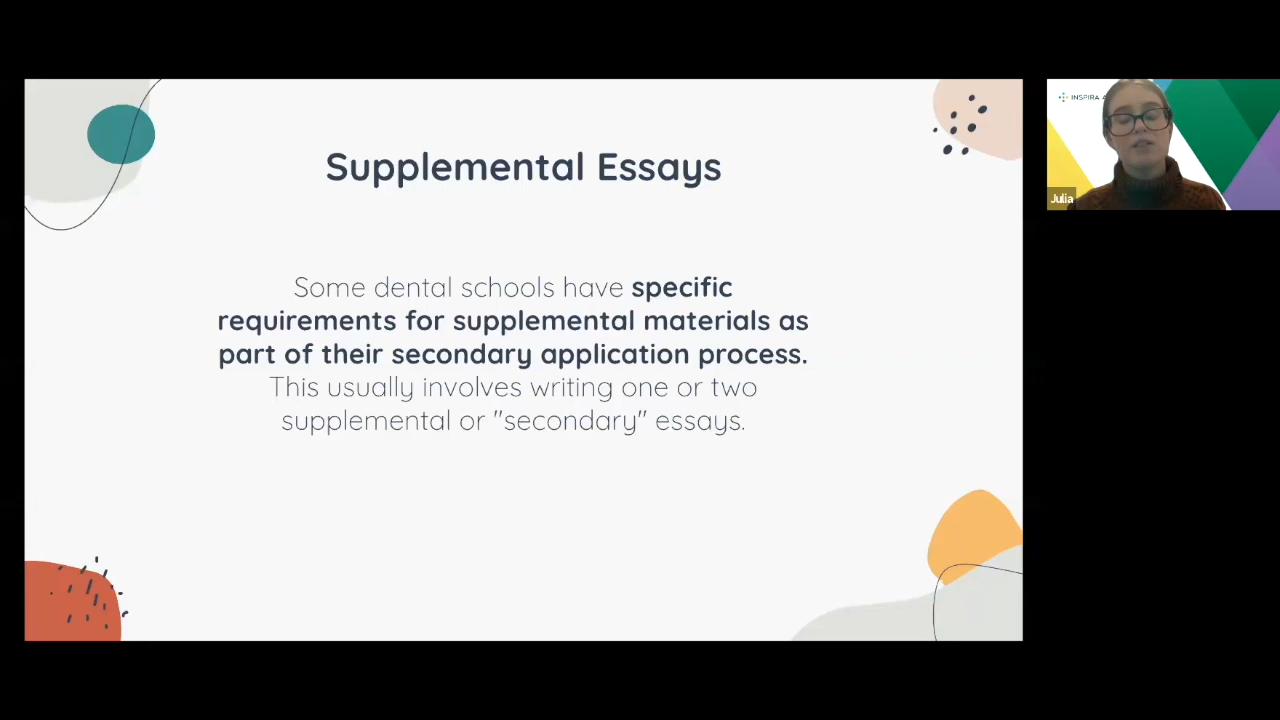 Supplemental Essays
Some dental schools have specific
requirements for supplemental materials as
part of their secondary application process.
This usually involves writing one or two
supplemental or "secondary" essays.
INSPIRA A
Julia